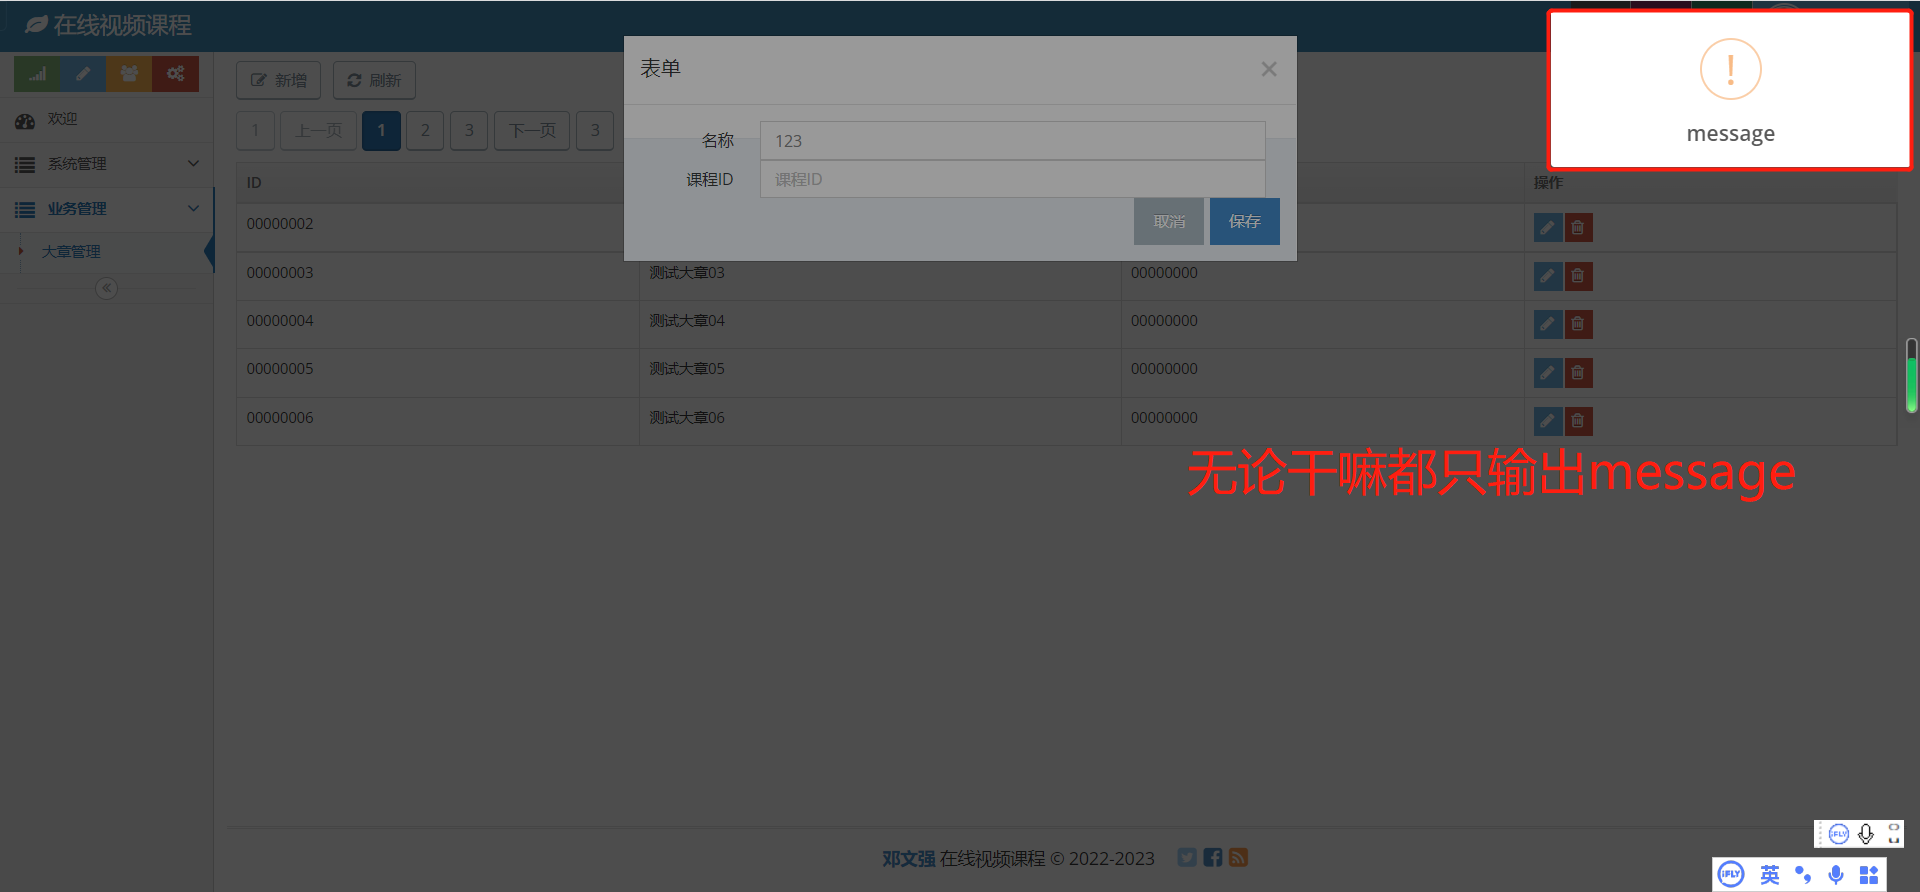 在线视频课程
欢迎
系统管理
业务管理
大章管理
新增 刷新
1 上一页 1 2 3 下一页 3
表单 ×
名称 123
课程ID 课程ID
取消 保存
!
message
ID 操作
00000002
00000003 测试大章03 00000000
00000004 测试大章04 00000000
00000005 测试大章05 00000000
00000006 测试大章06 00000000
无论干嘛都只输出message
邓文强 在线视频课程 © 2022-2023
iFLY
iFLY 英